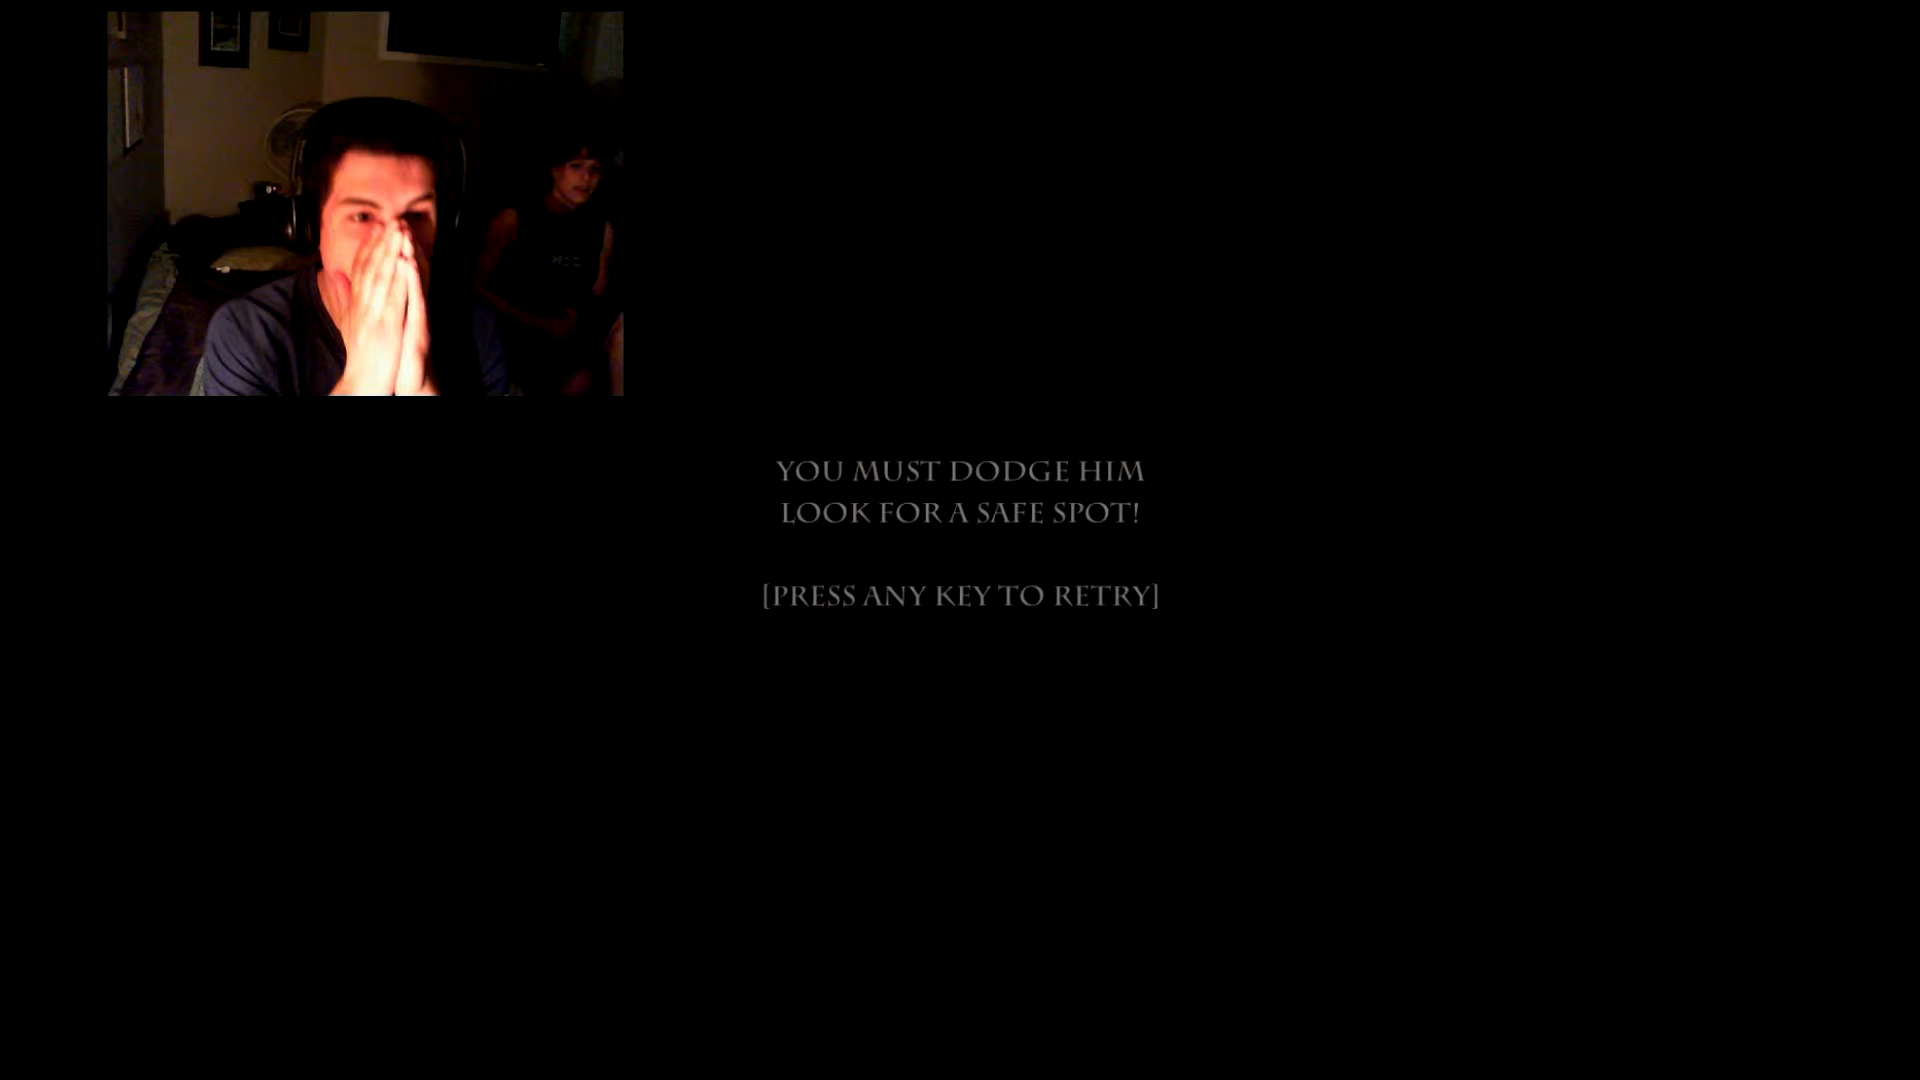 YOU MUST DODGE HIM
LOOK FOR A SAFE SPOT!
[PRESS ANY KEY TO RETRY]